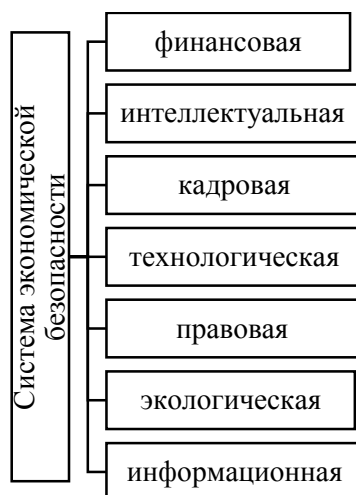 Система экономической
безопасности
финансовая
интеллектуальная
кадровая
технологическая
правовая
экологическая
информационная